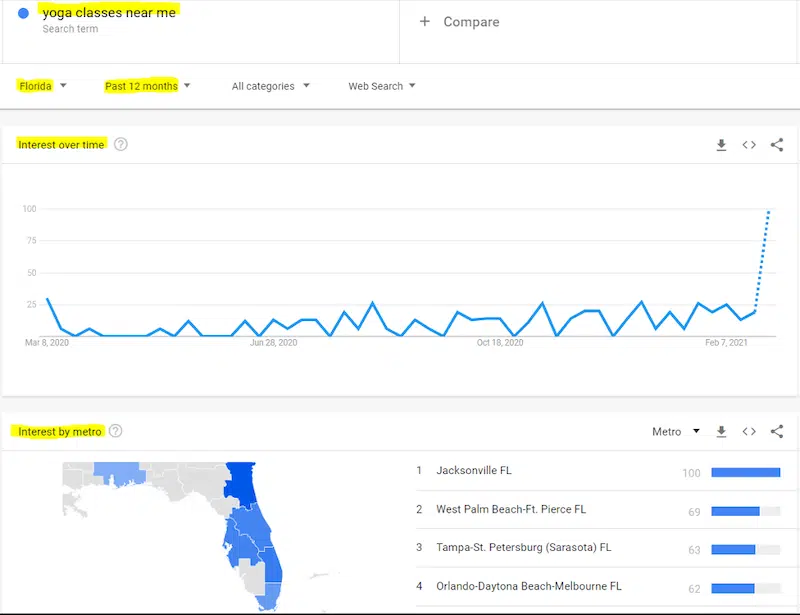 yoga classes near me
Search term
+ Compare
Florida Past 12 months All categories Web Search
Interest over time ?
100
75
50
25
Mar 8, 2020 Jun 28, 2020 Oct 18, 2020 Feb 7, 2021
Interest by metro ? Metro
1 Jacksonville FL 100
2 West Palm Beach-Ft. Pierce FL 69
3 Tampa-St. Petersburg (Sarasota) FL 63
4 Orlando-Daytona Beach-Melbourne FL 62